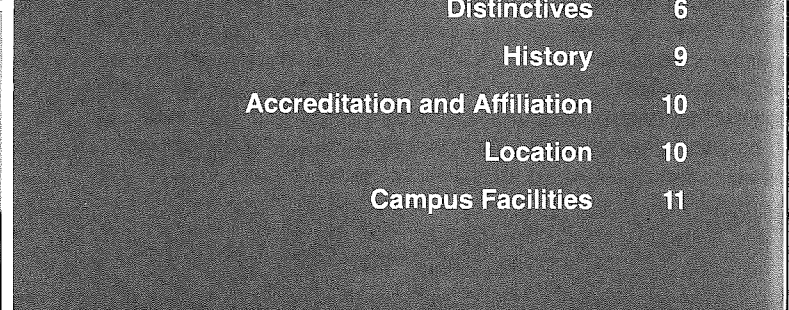 Distinctives 6
History 9
Accreditation and Affiliation 10
Location 10
Campus Facilities 11